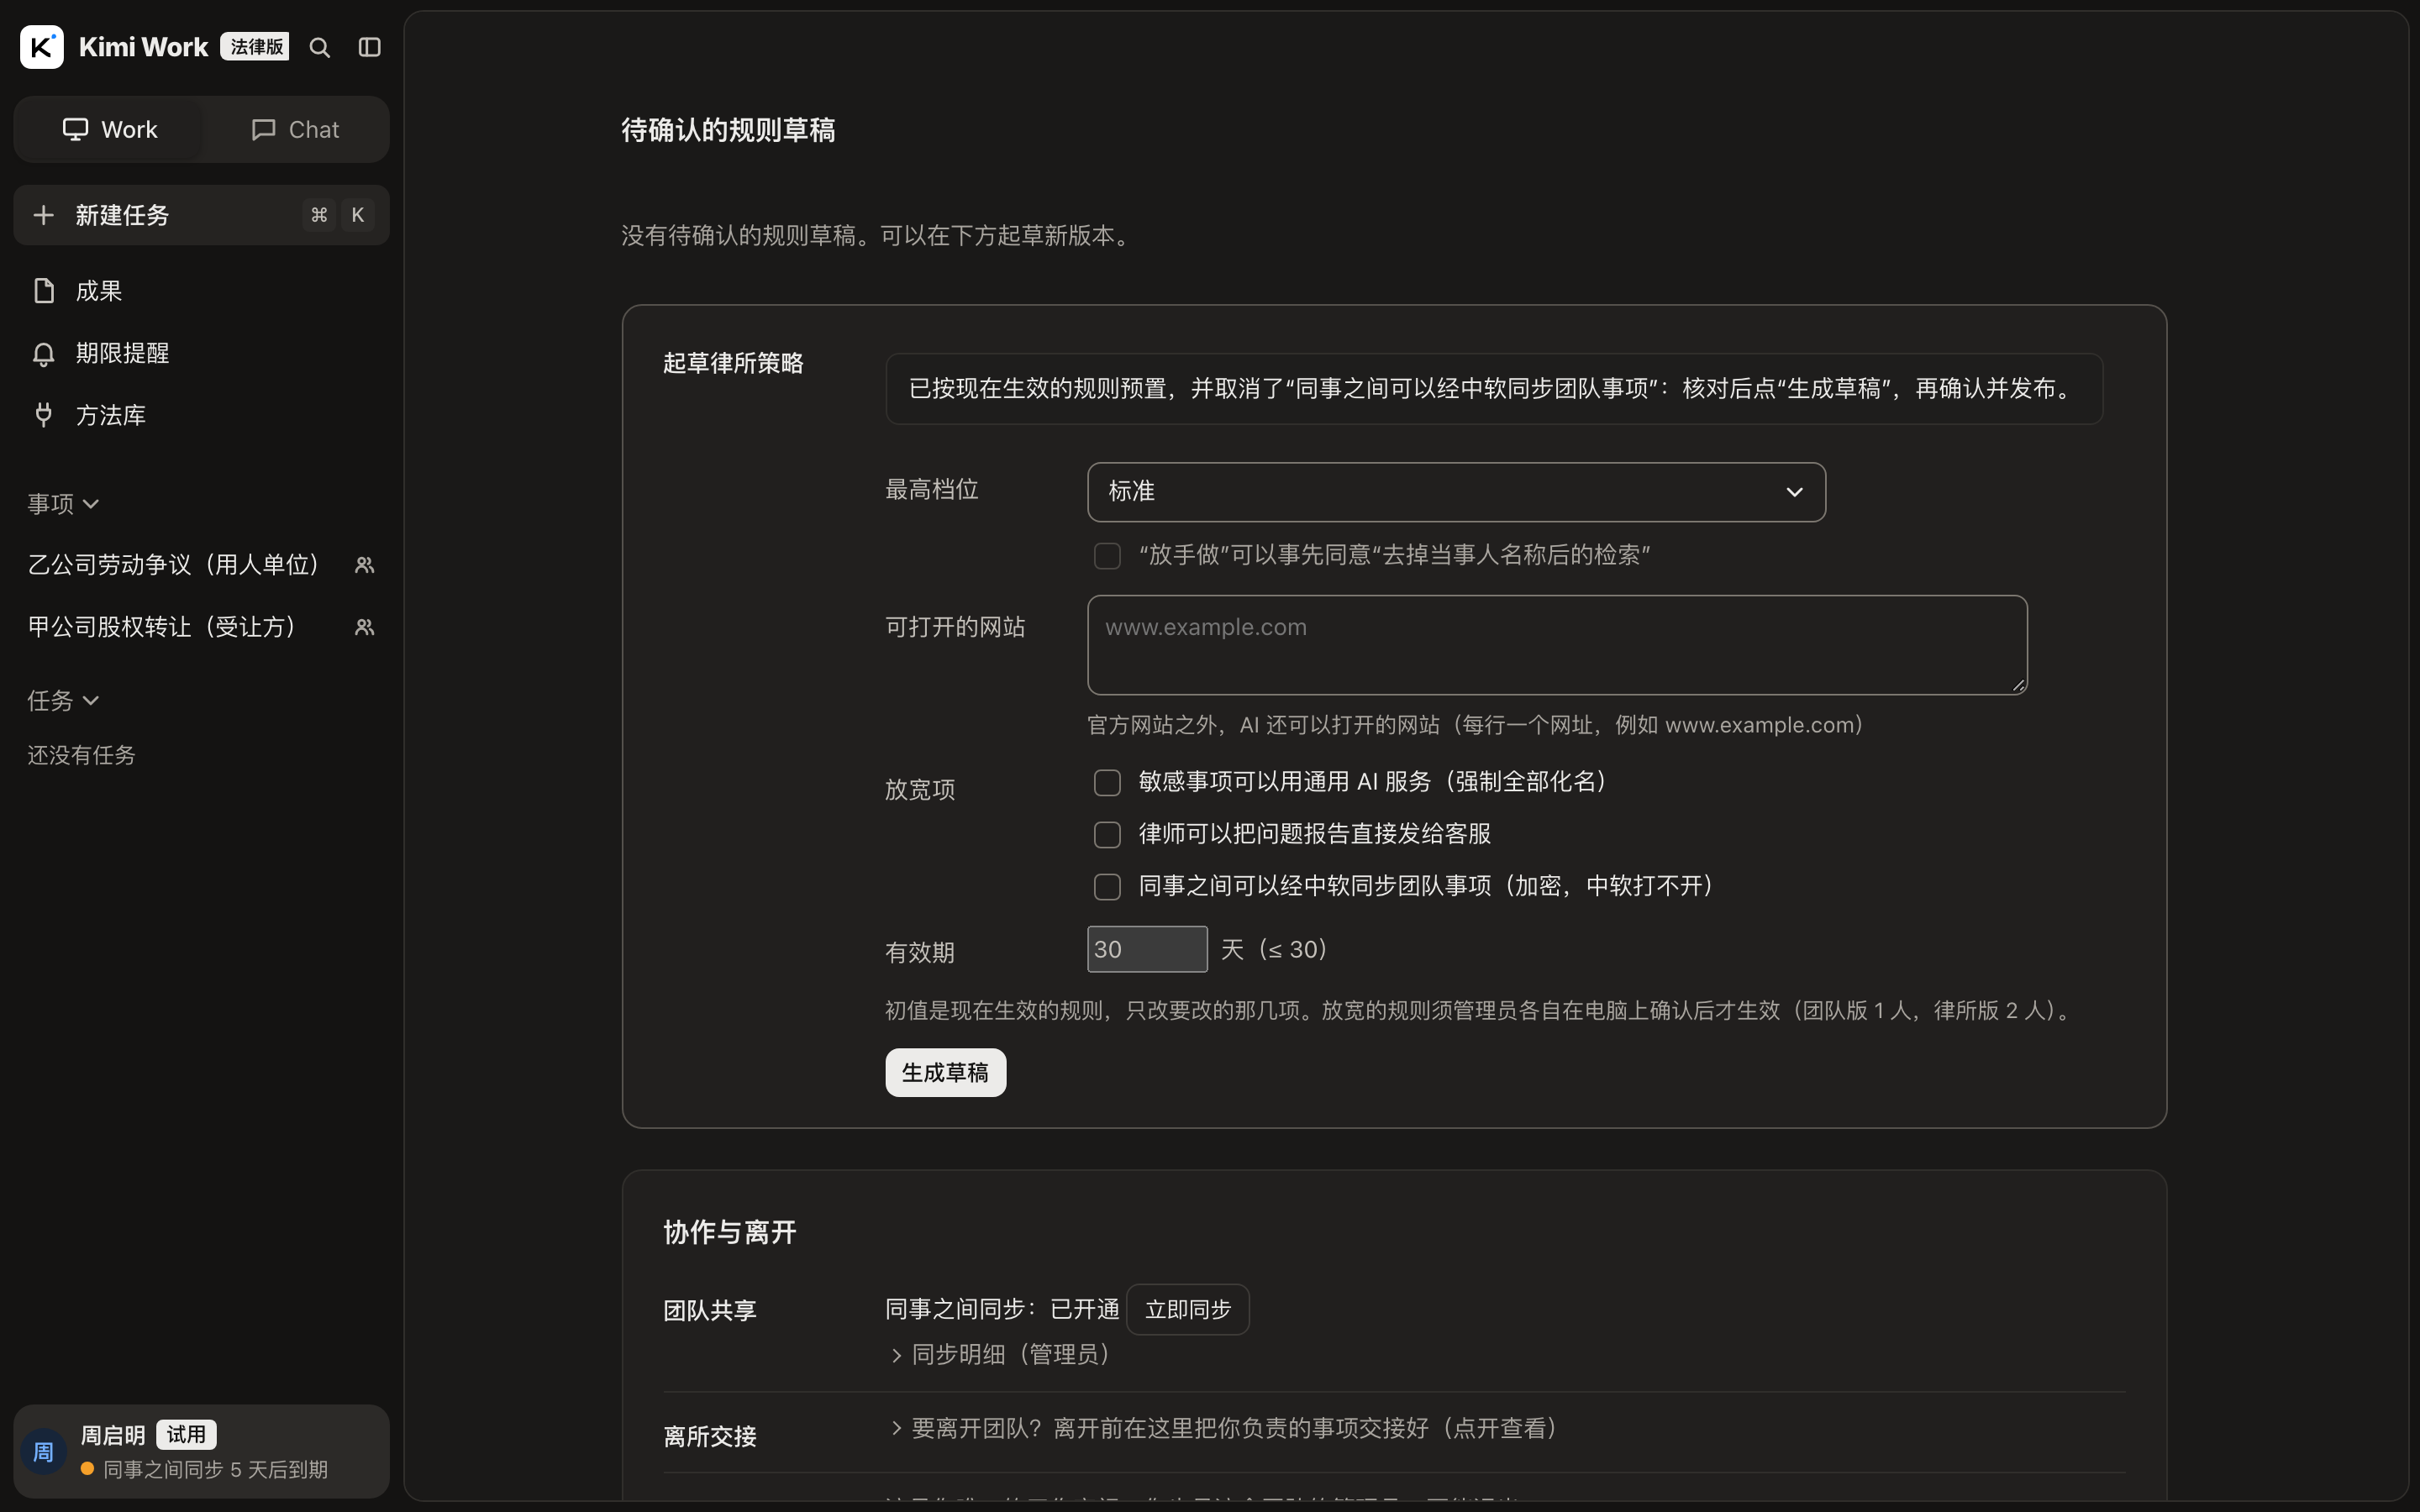 Kimi Work 法律版
Work
Chat
新建任务 ⌘ K
成果
期限提醒
方法库
事项
乙公司劳动争议（用人单位）
甲公司股权转让（受让方）
任务
还没有任务
周 周启明 试用
同事之间同步 5 天后到期
待确认的规则草稿
没有待确认的规则草稿。可以在下方起草新版本。
起草律所策略
已按现在生效的规则预置，并取消了“同事之间可以经中软同步团队事项”：核对后点“生成草稿”，再确认并发布。
最高档位 标准
“放手做”可以事先同意“去掉当事人名称后的检索”
可打开的网站 www.example.com
官方网站之外，AI 还可以打开的网站（每行一个网址，例如 www.example.com）
放宽项 敏感事项可以用通用 AI 服务（强制全部化名）
律师可以把问题报告直接发给客服
同事之间可以经中软同步团队事项（加密，中软打不开）
有效期 30 天（≤ 30）
初值是现在生效的规则，只改要改的那几项。放宽的规则须管理员各自在电脑上确认后才生效（团队版 1 人，律所版 2 人）。
生成草稿
协作与离开
团队共享 同事之间同步：已开通 立即同步
同步明细（管理员）
离所交接 要离开团队？离开前在这里把你负责的事项交接好（点开查看）